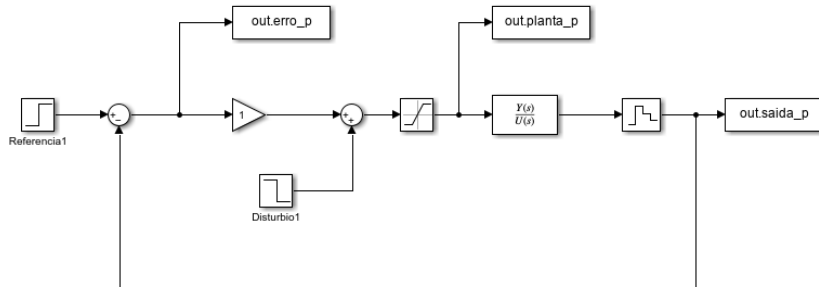 out.erro_p
out.planta_p
Referencia1
+
−
1
+
+
Y(s)
U(s)
out.saida_p
Disturbio1